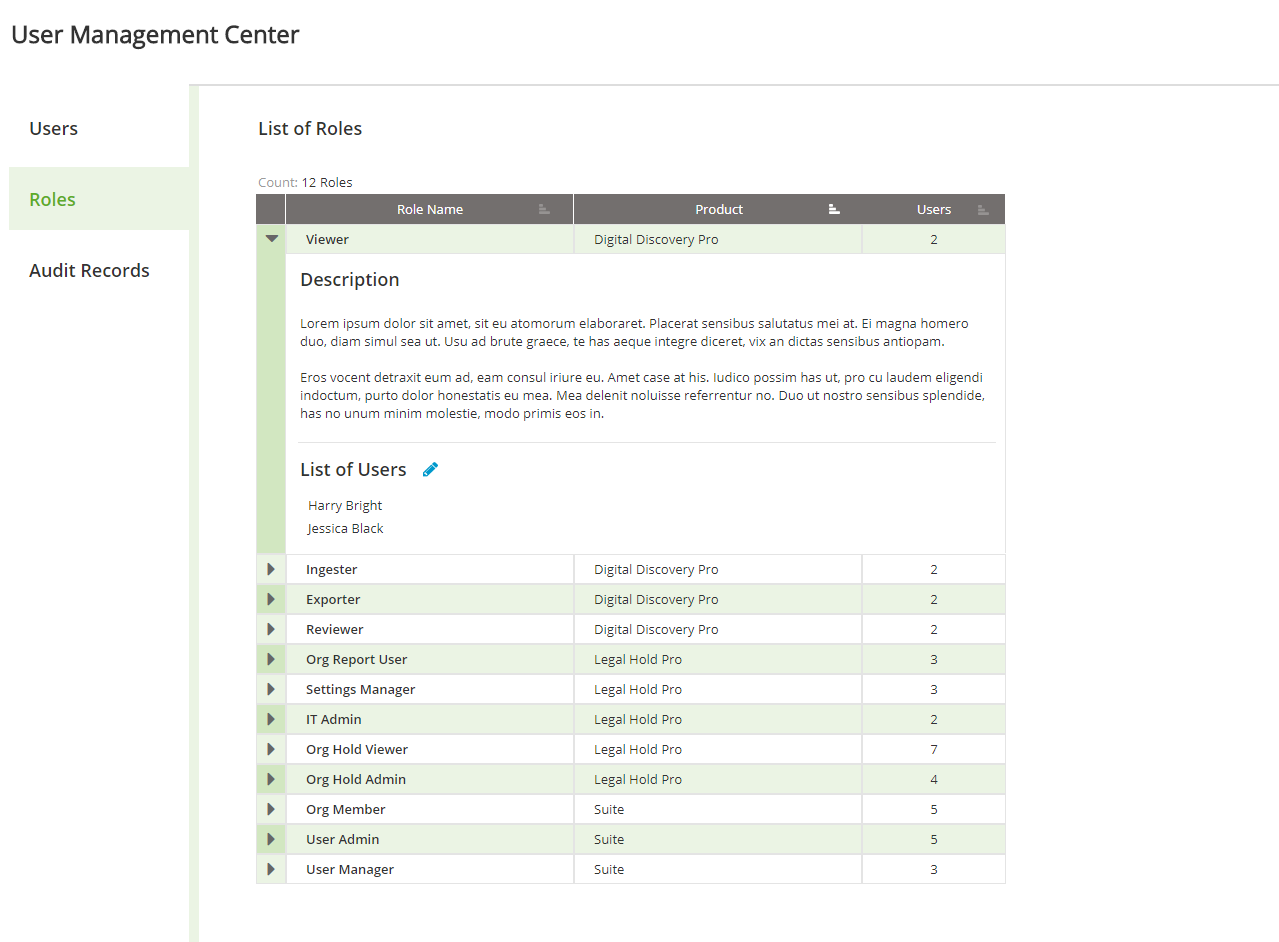 User Management Center
Users
Roles
Audit Records
List of Roles
Count: 12 Roles
Role Name Product Users
Viewer Digital Discovery Pro 2
Description
Lorem ipsum dolor sit amet, sit eu atomorum elaboraret. Placerat sensibus salutatus mei at. Ei magna homero
duo, diam simul sea ut. Usu ad brute graece, te has aeque integre diceret, vix an dictas sensibus antiopam.
Eros vocent detraxit eum ad, eam consul iriure eu. Amet case at his. Iudico possim has ut, pro cu laudem eligendi
indoctum, purto dolor honestatis eu mea. Mea delenit noluisse referrentur no. Duo ut nostro sensibus splendide,
has no unum minim molestie, modo primis eos in.
List of Users
Harry Bright
Jessica Black
Ingester Digital Discovery Pro 2
Exporter Digital Discovery Pro 2
Reviewer Digital Discovery Pro 2
Org Report User Legal Hold Pro 3
Settings Manager Legal Hold Pro 3
IT Admin Legal Hold Pro 2
Org Hold Viewer Legal Hold Pro 7
Org Hold Admin Legal Hold Pro 4
Org Member Suite 5
User Admin Suite 5
User Manager Suite 3